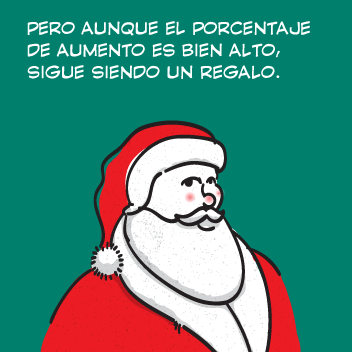 PERO AUNQUE EL PORCENTAJE
DE AUMENTO ES BIEN ALTO,
SIGUE SIENDO UN REGALO.